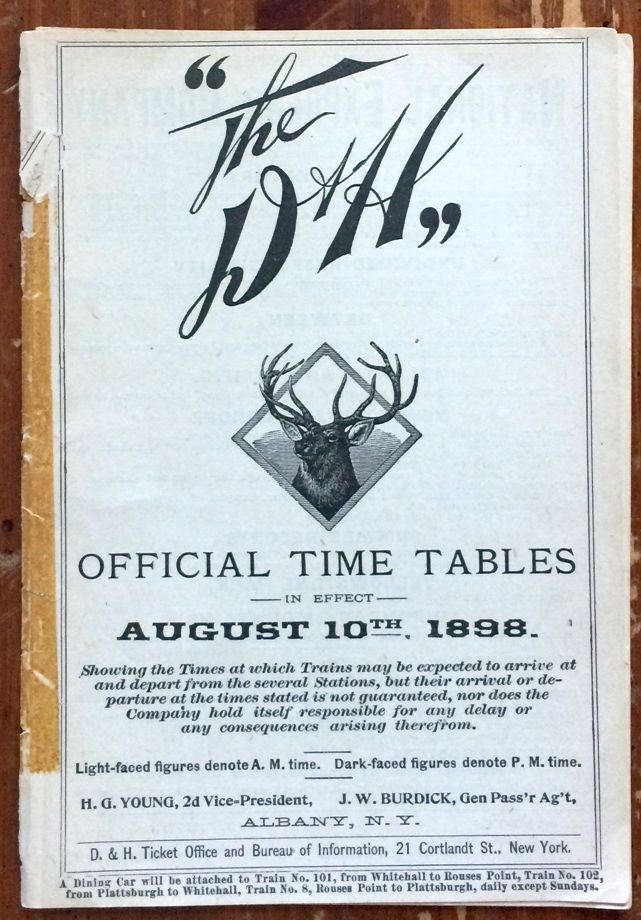 "The
D & H"
OFFICIAL TIME TABLES
IN EFFECT
AUGUST 10TH, 1898.
Showing the Times at which Trains may be expected to arrive at
and depart from the several Stations, but their arrival or de-
parture at the times stated is not guaranteed, nor does the
Company hold itself responsible for any delay or
any consequences arising therefrom.
Light-faced figures denote A. M. time. Dark-faced figures denote P. M. time.
H. G. YOUNG, 2d Vice-President, J. W. BURDICK, Gen Pass'r Ag't,
ALBANY, N. Y.
D. & H. Ticket Office and Bureau of Information, 21 Cortlandt St., New York.
A Dining Car will be attached to Train No. 101, from Whitehall to Rouses Point, Train No. 102,
from Plattsburgh to Whitehall, Train No. 8, Rouses Point to Plattsburgh, daily except Sundays.